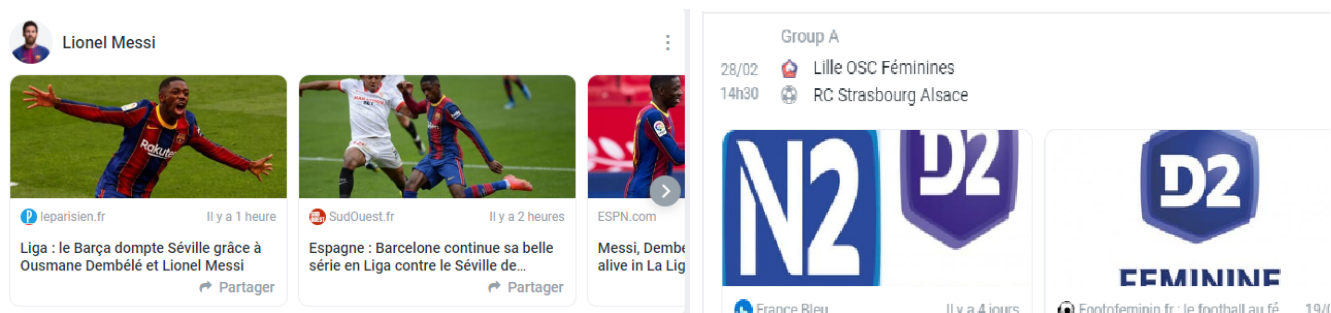 Lionel Messi
Rakuten
leparisien.fr
Il y a 1 heure
Liga : le Barça dompte Séville grâce à
Ousmane Dembélé et Lionel Messi
Partager
SudOuest.fr
Il y a 2 heures
Espagne : Barcelone continue sa belle
série en Liga contre le Séville de...
Partager
ESPN.com
Messi, Dembe
alive in La Lig
Group A
28/02
Lille OSC Féminines
14h30
RC Strasbourg Alsace
N2
D2
France Bleu
Il y a 4 jours
D2
FEMININE
Footofeminin.fr : le football au fé
19/0